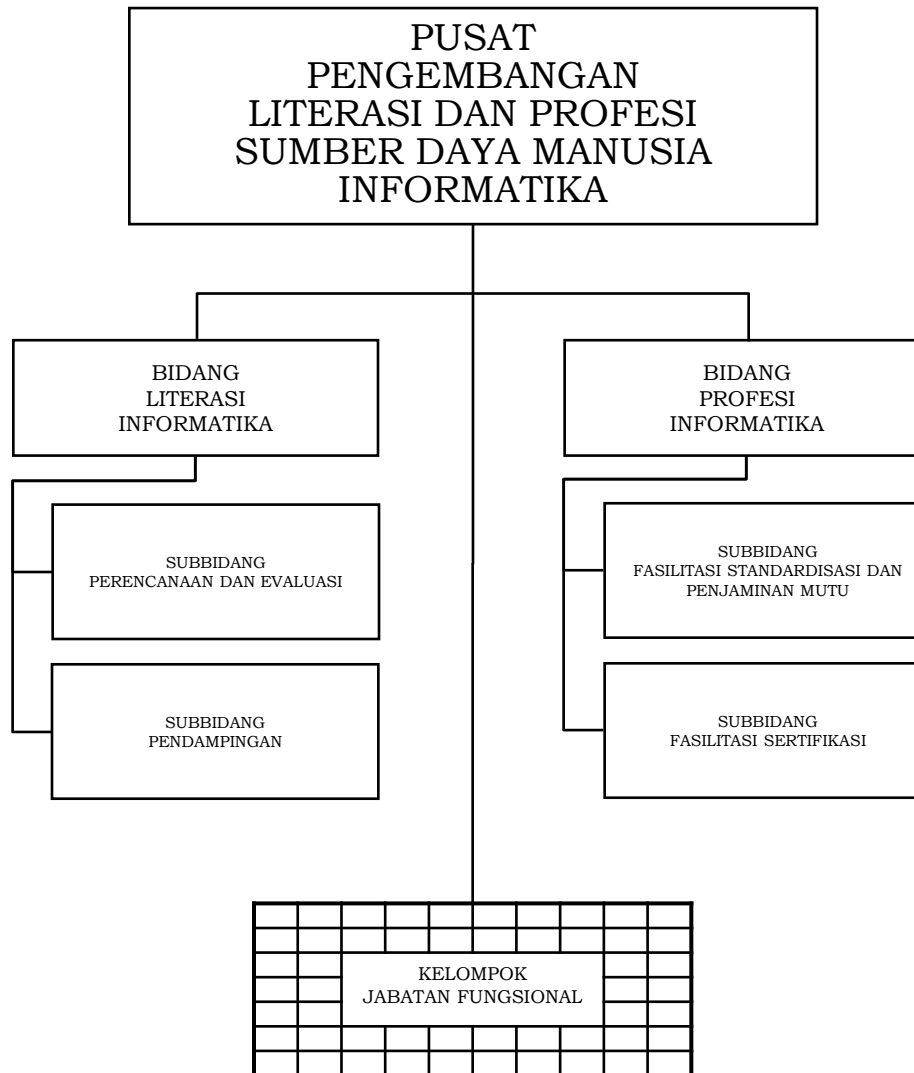 PUSAT
PENGEMBANGAN
LITERASI DAN PROFESI
SUMBER DAYA MANUSIA
INFORMATIKA
BIDANG
LITERASI
INFORMATIKA
BIDANG
PROFESI
INFORMATIKA
SUBBIDANG
PERENCANAAN DAN EVALUASI
SUBBIDANG
FASILITASI STANDARDISASI DAN
PENJAMINAN MUTU
SUBBIDANG
PENDAMPINGAN
SUBBIDANG
FASILITASI SERTIFIKASI
KELOMPOK
JABATAN FUNGSIONAL